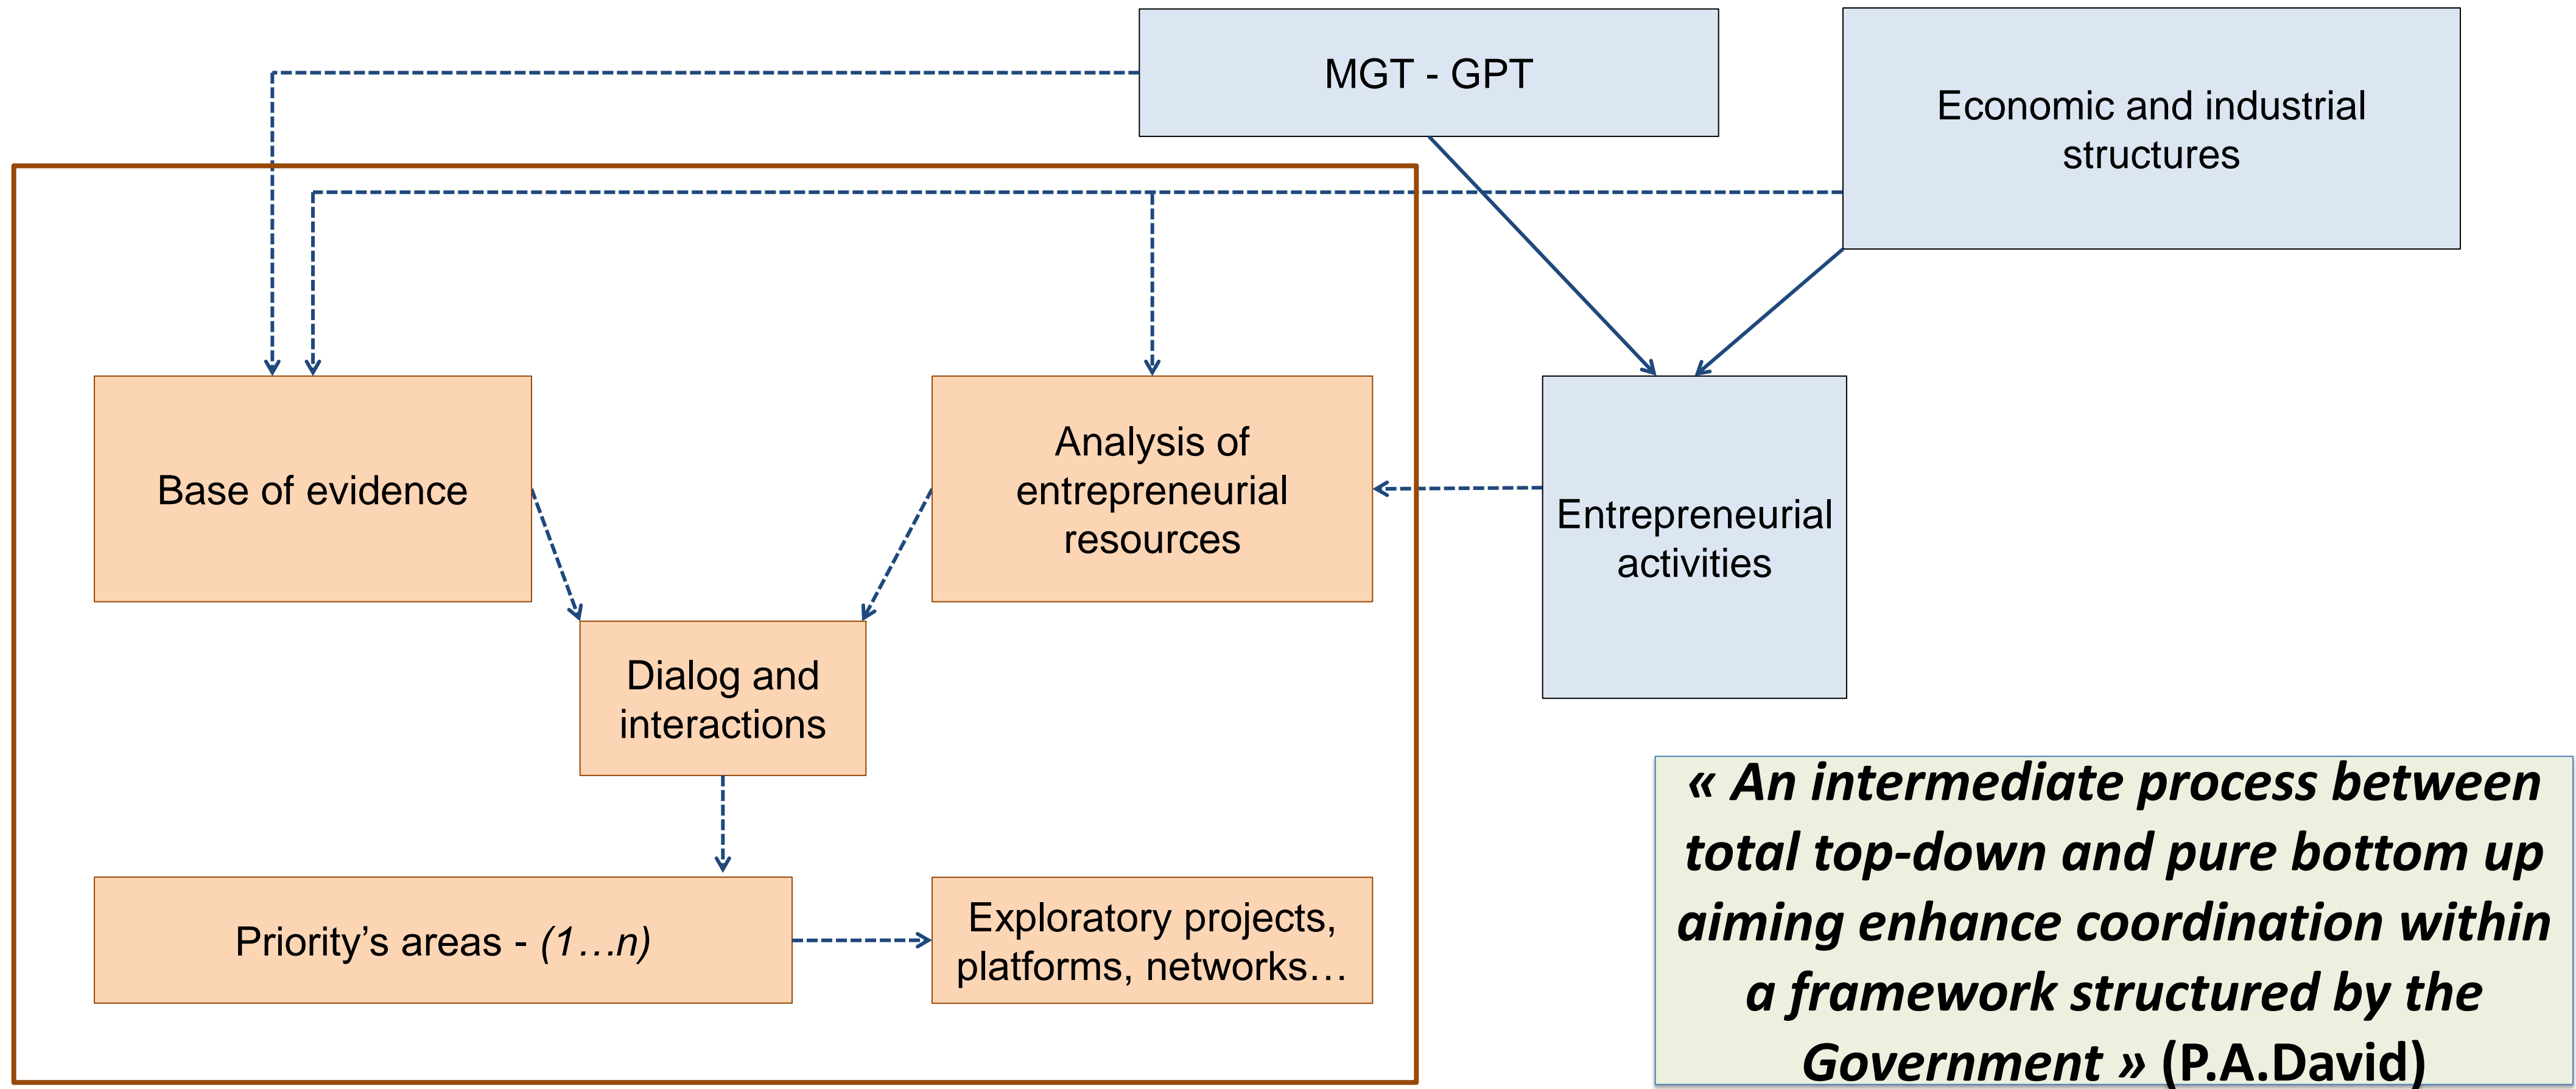 MGT - GPT
Economic and industrial
structures
Base of evidence
Analysis of
entrepreneurial
resources
Entrepreneurial
activities
Dialog and
interactions
Priority’s areas - (1…n)
Exploratory projects,
platforms, networks…
« An intermediate process between
total top-down and pure bottom up
aiming enhance coordination within
a framework structured by the
Government » (P.A.David)